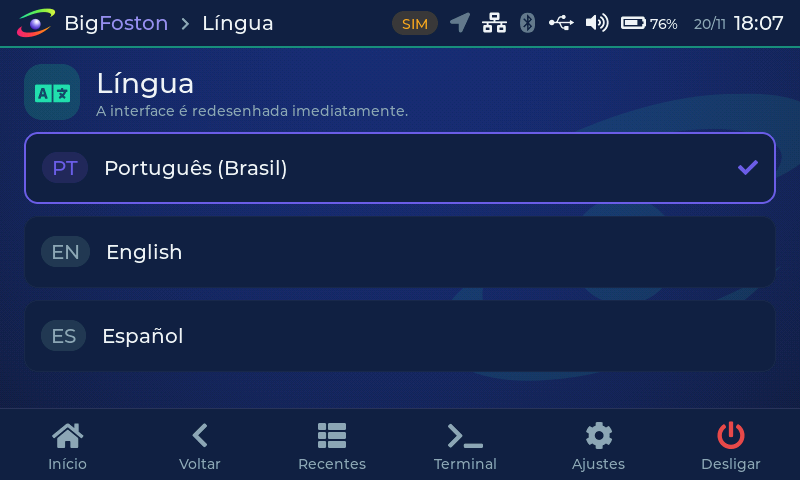 BigFoston > Língua
SIM
76%
20/11 18:07
Língua
A interface é redesenhada imediatamente.
PT Português (Brasil)
EN English
ES Español
Início
Voltar
Recentes
Terminal
Ajustes
Desligar